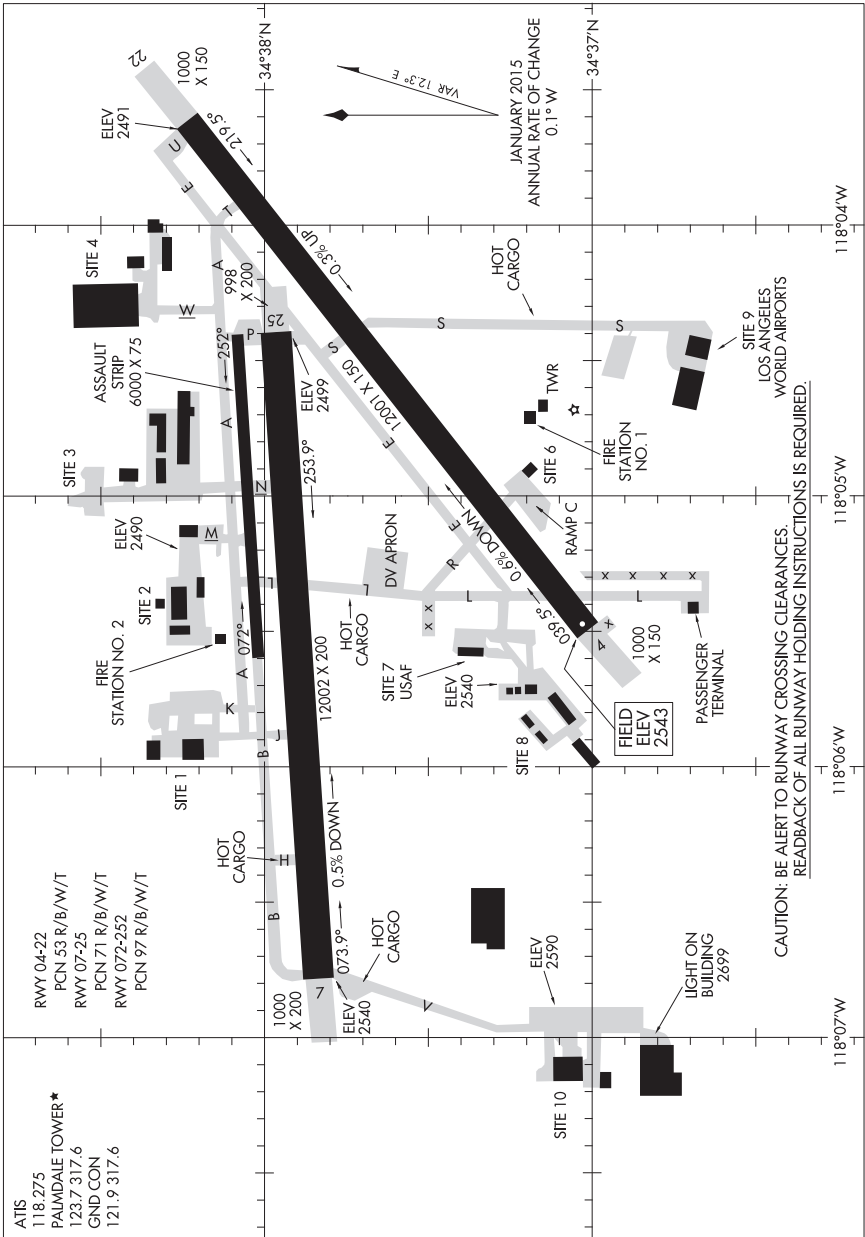 ATIS
118.275
PALMDALE TOWER★
123.7 317.6
GND CON
121.9 317.6
RWY 04-22
PCN 53 R/B/W/T
RWY 07-25
PCN 71 R/B/W/T
RWY 072-252
PCN 97 R/B/W/T
22
1000
X 150
ELEV
2491
219.5°
U
E
T
34°38'N
34°37'N
VAR 12.3° E
JANUARY 2015
ANNUAL RATE OF CHANGE
0.1° W
118°04'W
118°05'W
118°06'W
118°07'W
SITE 4
A
W
998
X 200
0.3% UP
HOT
CARGO
S
S
S
SITE 9
LOS ANGELES
WORLD AIRPORTS
ASSAULT
STRIP
6000 X 75
252°
P
25
ELEV
2499
12001 X 150
E
TWR
FIRE
STATION
NO. 1
SITE 6
RAMP C
SITE 3
A
N
253.9°
ELEV
2490
M
SITE 2
FIRE
STATION NO. 2
072°
L
L
L
L
DV APRON
HOT
CARGO
R
E
0.6% DOWN
039.5°
4
1000
X 150
X
X
X
X
X
X
X
PASSENGER
TERMINAL
A
K
J
B
12002 X 200
SITE 1
SITE 7
USAF
ELEV
2540
SITE 8
FIELD
ELEV
2543
HOT
CARGO
H
B
0.5% DOWN
073.9°
HOT
CARGO
7
1000
X 200
ELEV
2540
V
ELEV
2590
SITE 10
LIGHT ON
BUILDING
2699
CAUTION: BE ALERT TO RUNWAY CROSSING CLEARANCES.
READBACK OF ALL RUNWAY HOLDING INSTRUCTIONS IS REQUIRED.